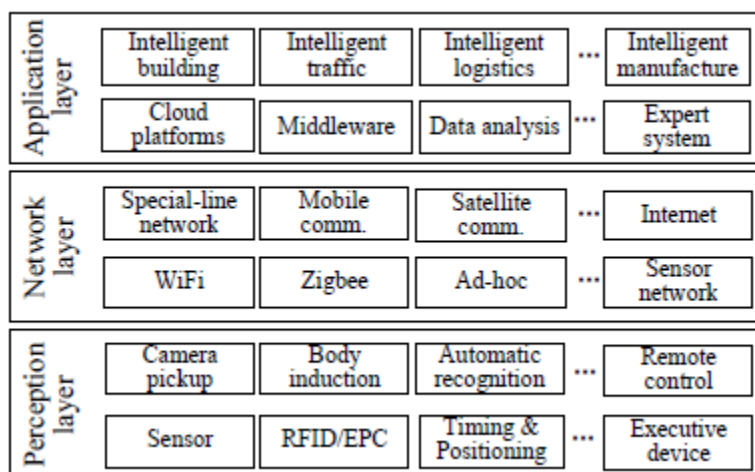 Application
layer
Intelligent
building
Intelligent
traffic
Intelligent
logistics
...
Intelligent
manufacture
Cloud
platforms
Middleware
Data analysis
...
Expert
system
Network
layer
Special-line
network
Mobile
comm.
Satellite
comm.
...
Internet
WiFi
Zigbee
Ad-hoc
...
Sensor
network
Perception
layer
Camera
pickup
Body
induction
Automatic
recognition
...
Remote
control
Sensor
RFID/EPC
Timing &
Positioning
...
Executive
device